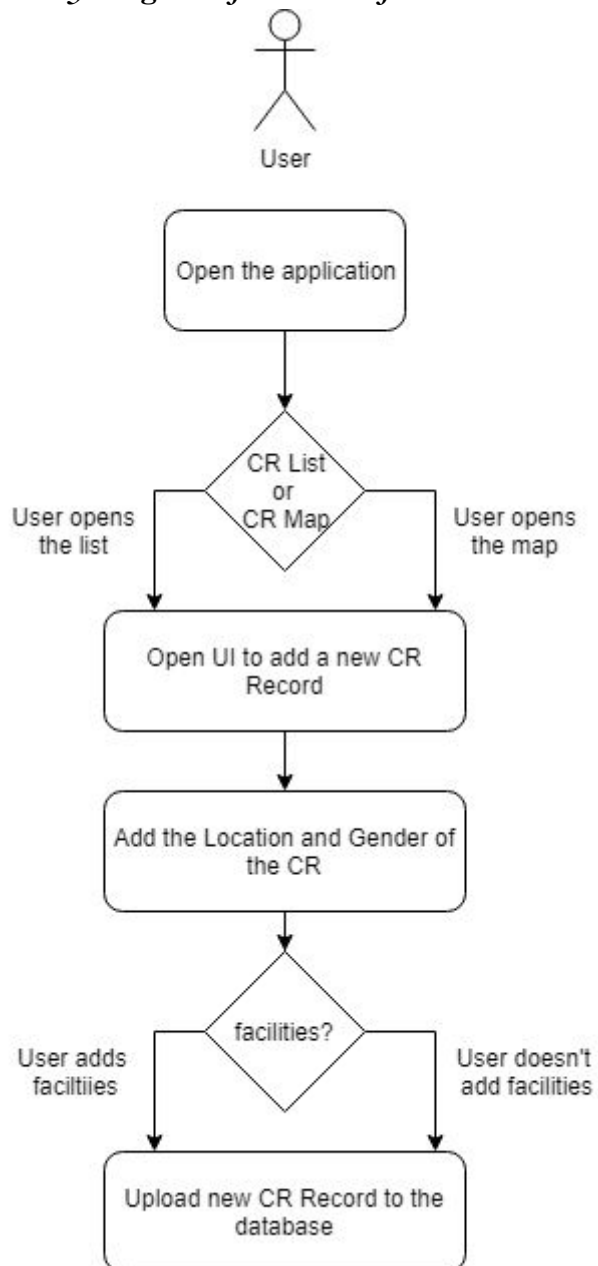 User
Open the application
CR List
or
CR Map
User opens
the list
User opens
the map
Open UI to add a new CR
Record
Add the Location and Gender of
the CR
facilities?
User adds
faciltiies
User doesn't
add facilities
Upload new CR Record to the
database